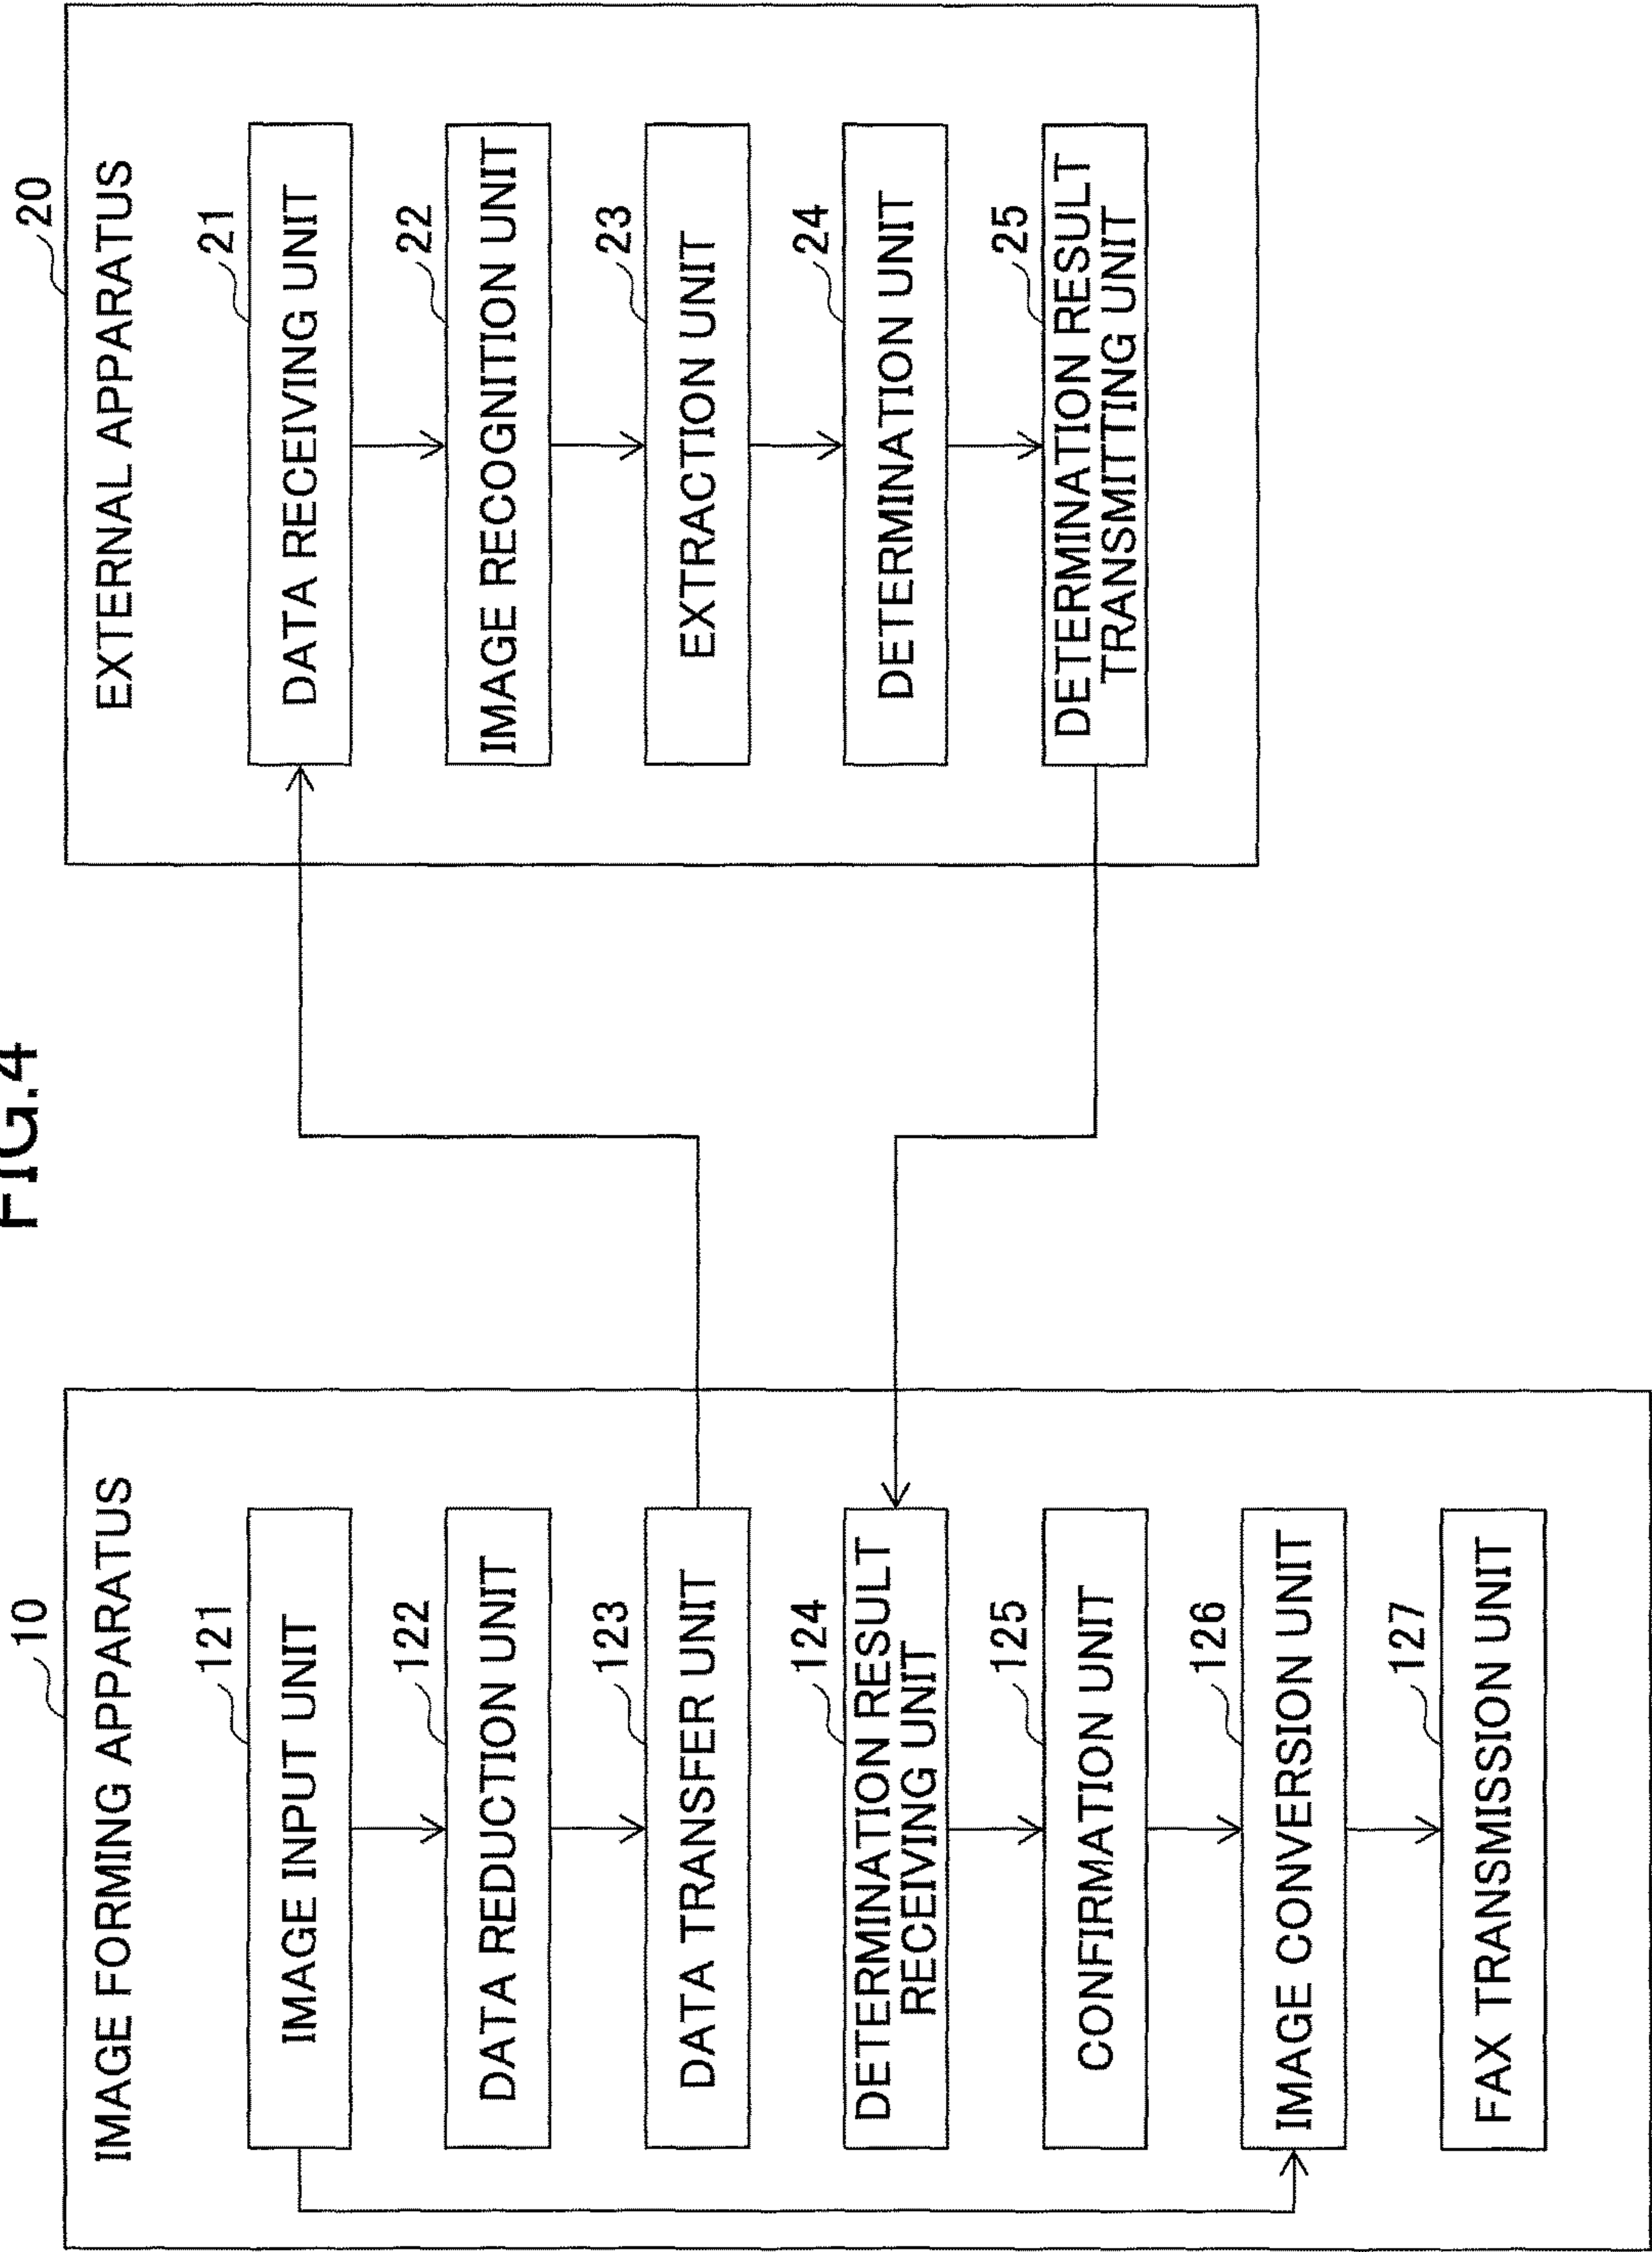 FIG.4
10
IMAGE FORMING APPARATUS
121
IMAGE INPUT UNIT
122
DATA REDUCTION UNIT
123
DATA TRANSFER UNIT
124
DETERMINATION RESULT
RECEIVING UNIT
125
CONFIRMATION UNIT
126
IMAGE CONVERSION UNIT
127
FAX TRANSMISSION UNIT
20
EXTERNAL APPARATUS
21
DATA RECEIVING UNIT
22
IMAGE RECOGNITION UNIT
23
EXTRACTION UNIT
24
DETERMINATION UNIT
25
DETERMINATION RESULT
TRANSMITTING UNIT